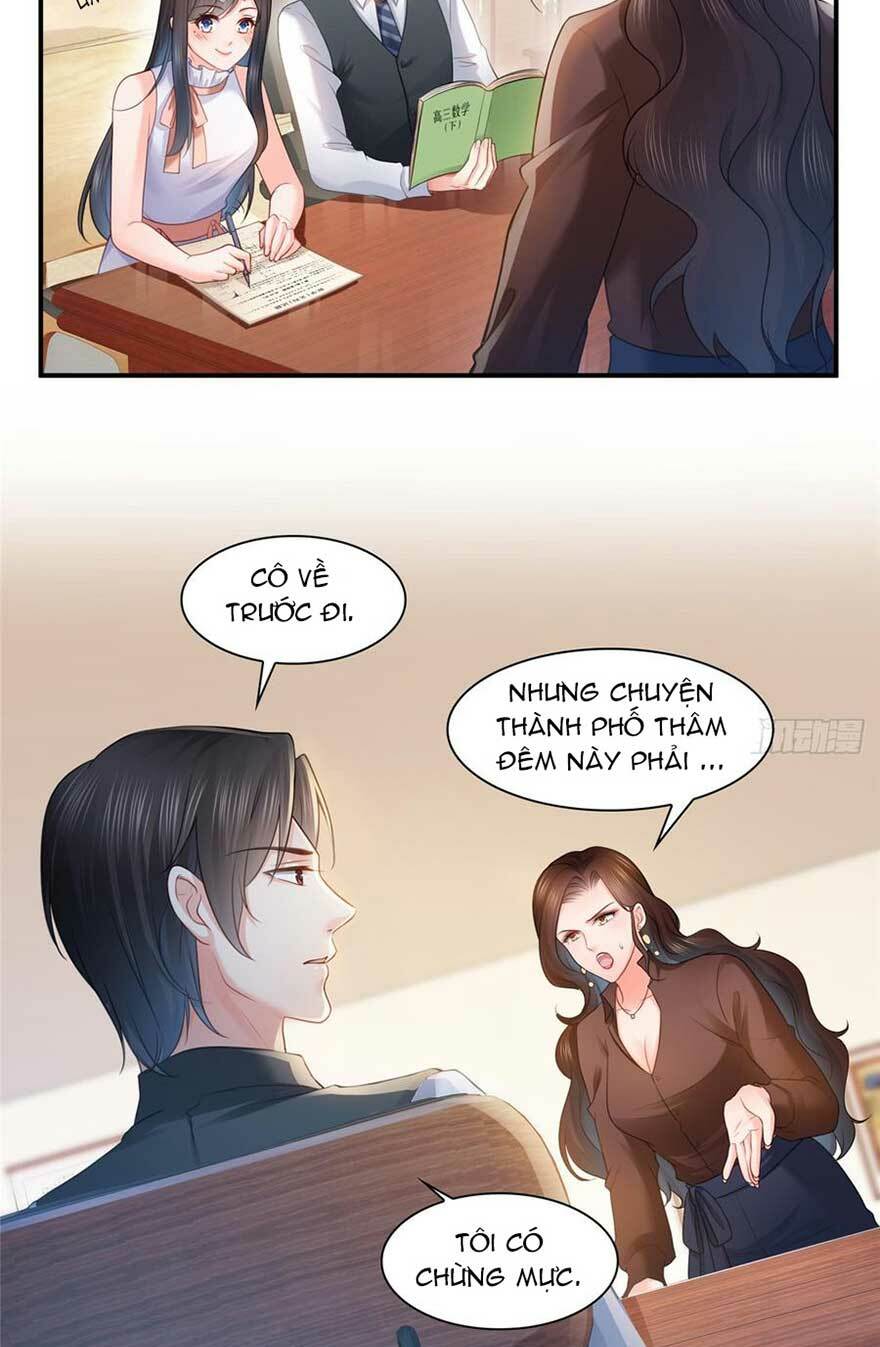 高三数学
(下)
CÔ VỀ
TRƯỚC ĐI.
NHƯNG CHUYỆN
THÀNH PHỐ THÂM
ĐÊM NÀY PHẢI ...
TÔI CÓ
CHỪNG MỰC.